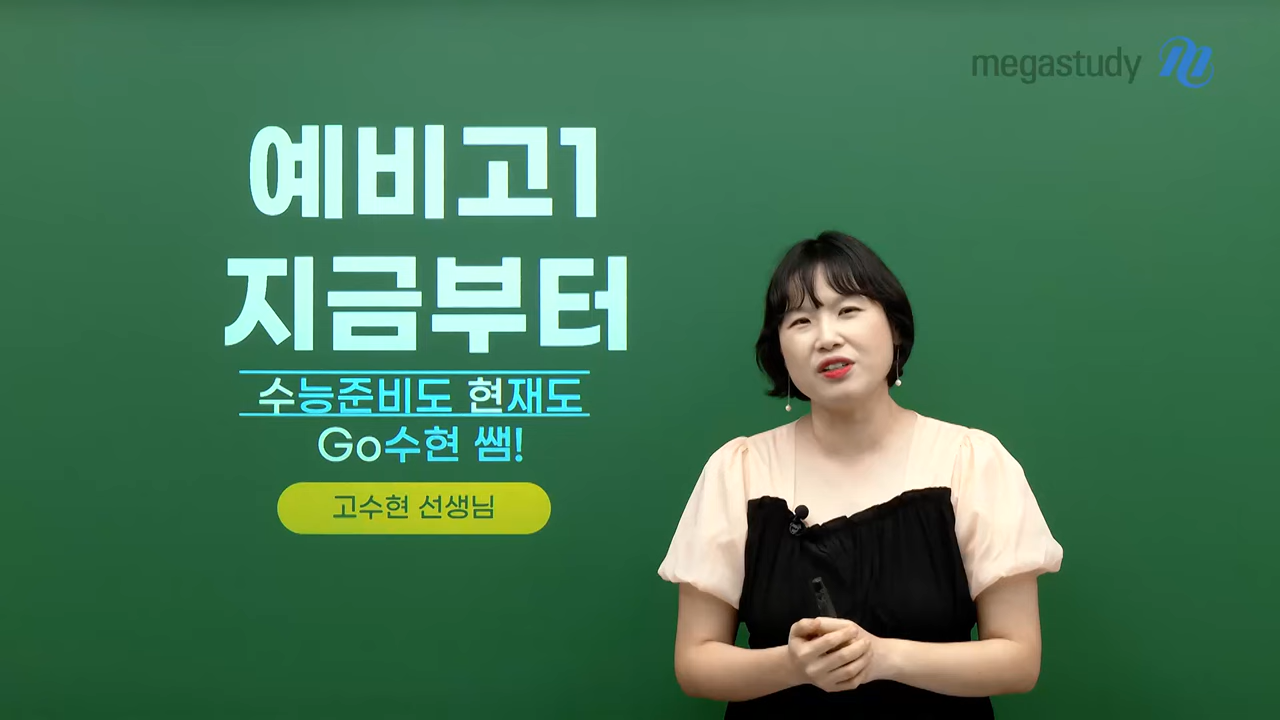 megastudy
예비고1
지금부터
수능준비도 현재도
Go수현 쌤!
고수현 선생님